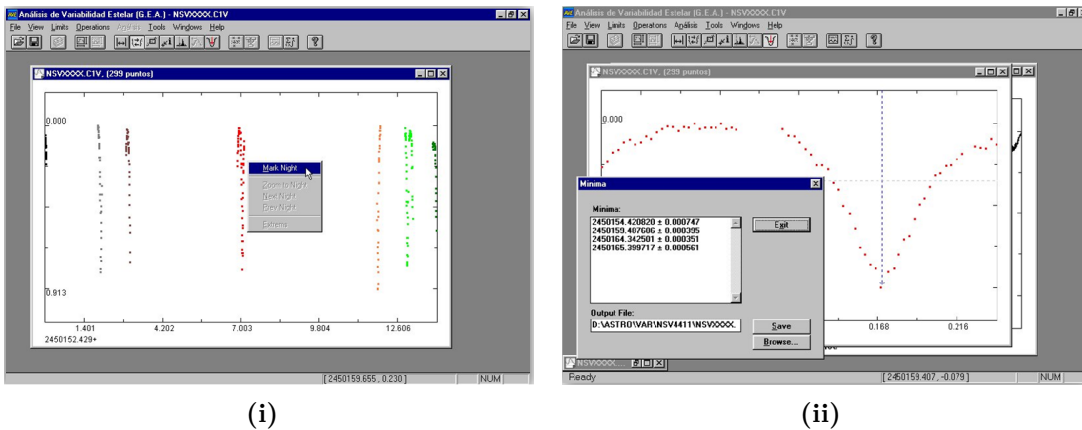 Análisis de Variabilidad Estelar (G.E.A.) - NSVXXXX.C1V
File View Limits Operations Análisis Tools Windows Help
NSVXXXX.C1V, (299 puntos)
0.000
Mark Night
Zoom to Night
Next Night
Prev Night
Extrema
0.913
1.401 4.202 7.003 9.804 12.606
2450152.429+
[ 2450159.655 , 0.230 ] NUM
(i)
Análisis de Variabilidad Estelar (G.E.A.) - NSVXXXX.C1V
File View Limits Operations Análisis Tools Windows Help
NSVXXXX.C1V, (299 puntos)
0.000
Minima
Minima:
2450154.420820 ± 0.000747
2450159.407606 ± 0.000395
2450164.342501 ± 0.000351
2450165.399717 ± 0.000561
Exit
Output File:
D:\ASTRO\VAR\NSV4411\NSVXXXX.
Save
Browse...
0.168 0.216
NSVXXXX....
Ready [ 2450159.407, -0.079 ] NUM
(ii)